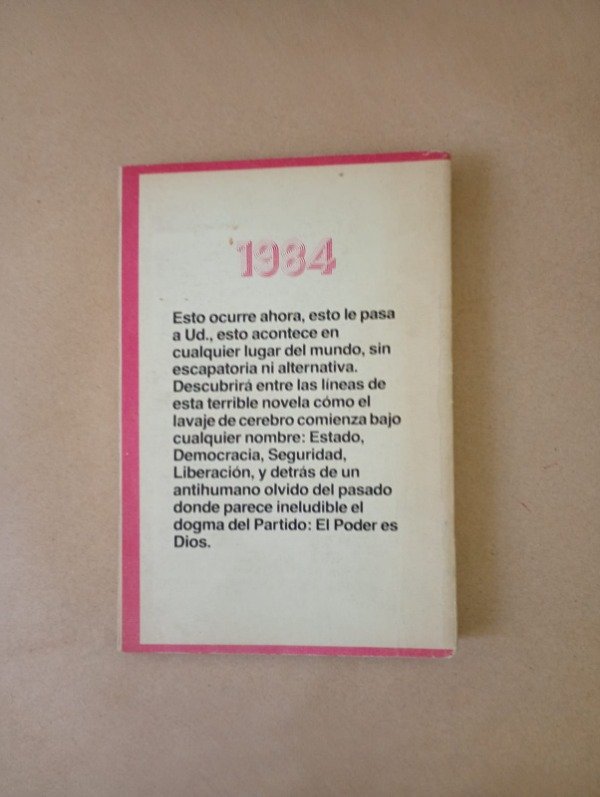 1984
Esto ocurre ahora, esto le pasa
a Ud., esto acontece en
cualquier lugar del mundo, sin
escapatoria ni alternativa.
Descubrirá entre las líneas de
esta terrible novela cómo el
lavaje de cerebro comienza bajo
cualquier nombre: Estado,
Democracia, Seguridad,
Liberación, y detrás de un
antihumano olvido del pasado
donde parece ineludible el
dogma del Partido: El Poder es
Dios.